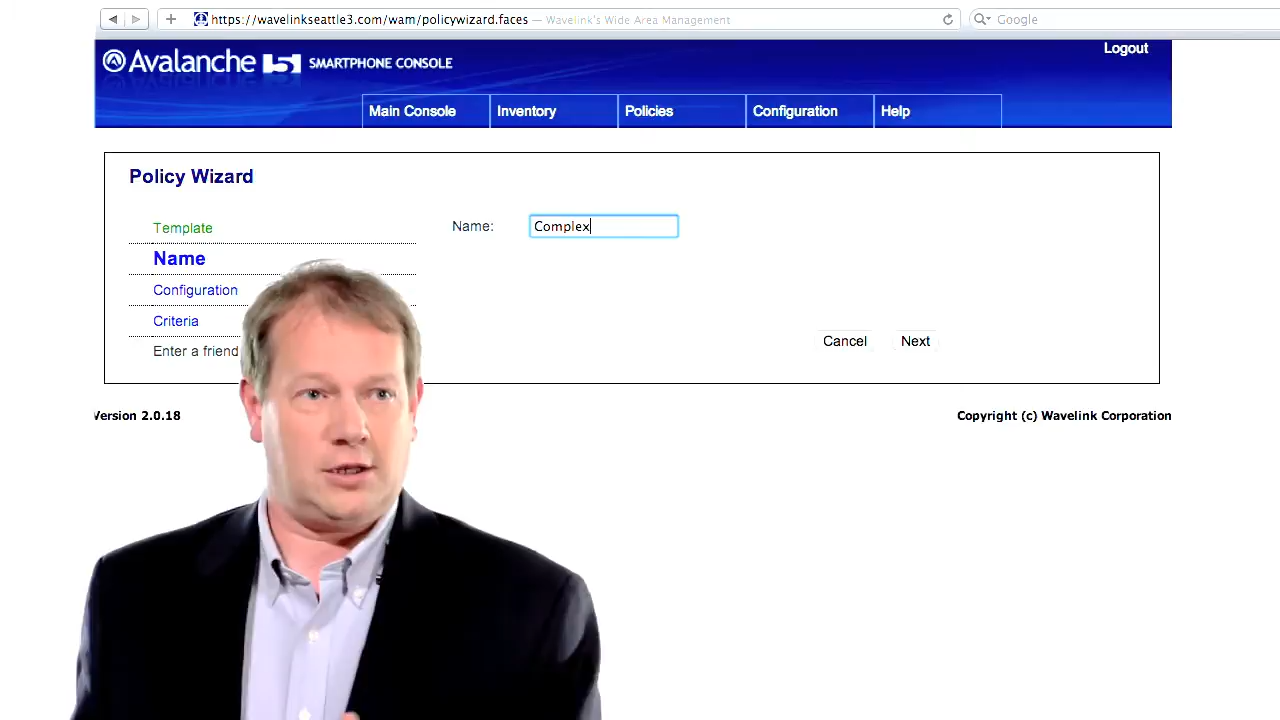 https://wavelinkseattle3.com/wam/policywizard.faces — Wavelink's Wide Area Management
Google
Avalanche 5 SMARTPHONE CONSOLE
Logout
Main Console Inventory Policies Configuration Help
Policy Wizard
Template
Name
Configuration
Criteria
Enter a friend
Name: Complex
Cancel Next
Version 2.0.18
Copyright (c) Wavelink Corporation